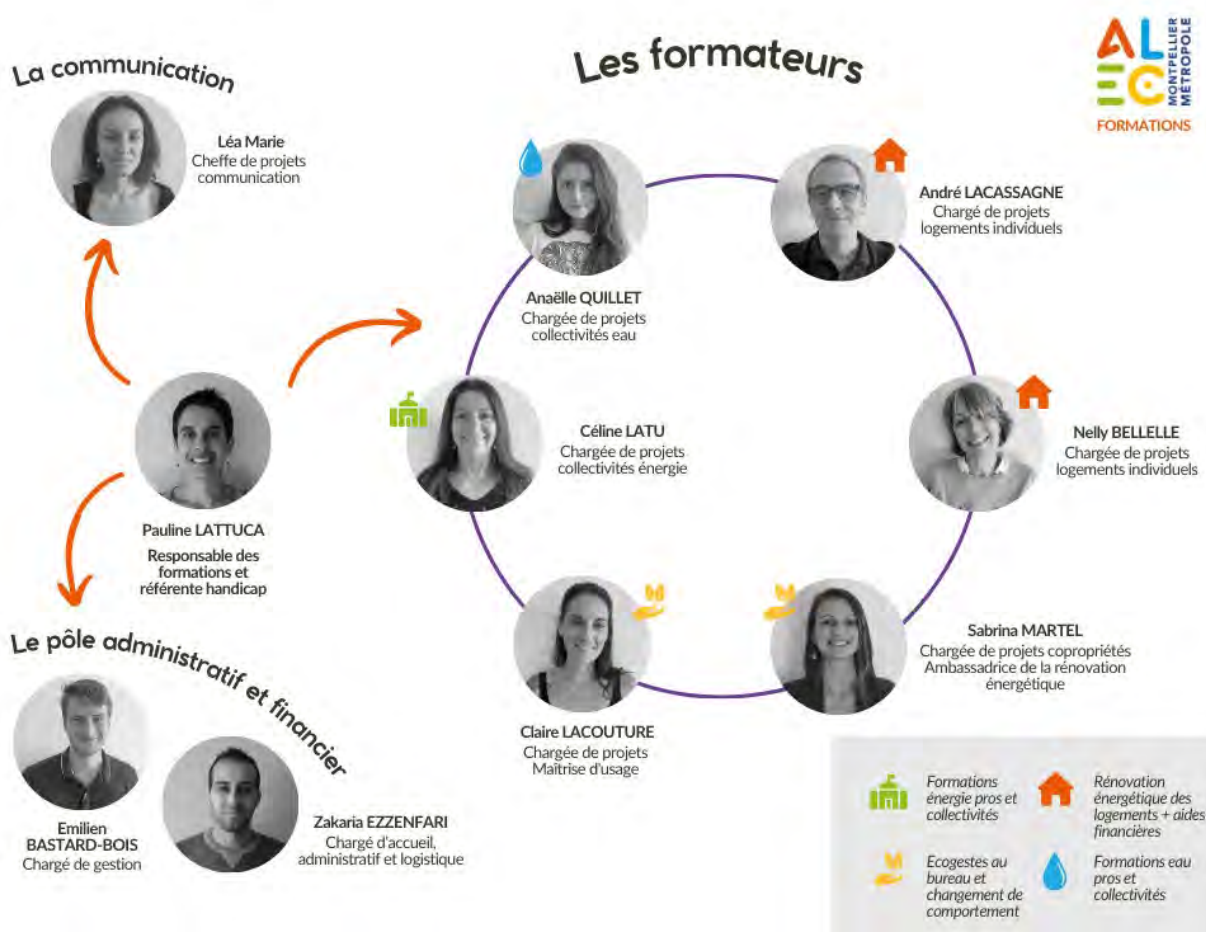 La communication
Léa Marie
Cheffe de projets
communication
Les formateurs
ALEC
MONTPELLIER
MÉTROPOLE
FORMATIONS
Anaëlle QUILLET
Chargée de projets
collectivités eau
André LACASSAGNE
Chargé de projets
logements individuels
Céline LATU
Chargée de projets
collectivités énergie
Nelly BELLELLE
Chargée de projets
logements individuels
Claire LACOUTURE
Chargée de projets
Maîtrise d'usage
Sabrina MARTEL
Chargée de projets copropriétés
Ambassadrice de la rénovation
énergétique
Pauline LATTUCA
Responsable des
formations et
référente handicap
Le pôle administratif et financier
Emilien
BASTARD-BOIS
Chargé de gestion
Zakaria EZZENFARI
Chargé d'accueil,
administratif et logistique
Formations
énergie pros et
collectivités
Rénovation
énergétique des
logements + aides
financières
Ecogestes au
bureau et
changement de
comportement
Formations eau
pros et
collectivités